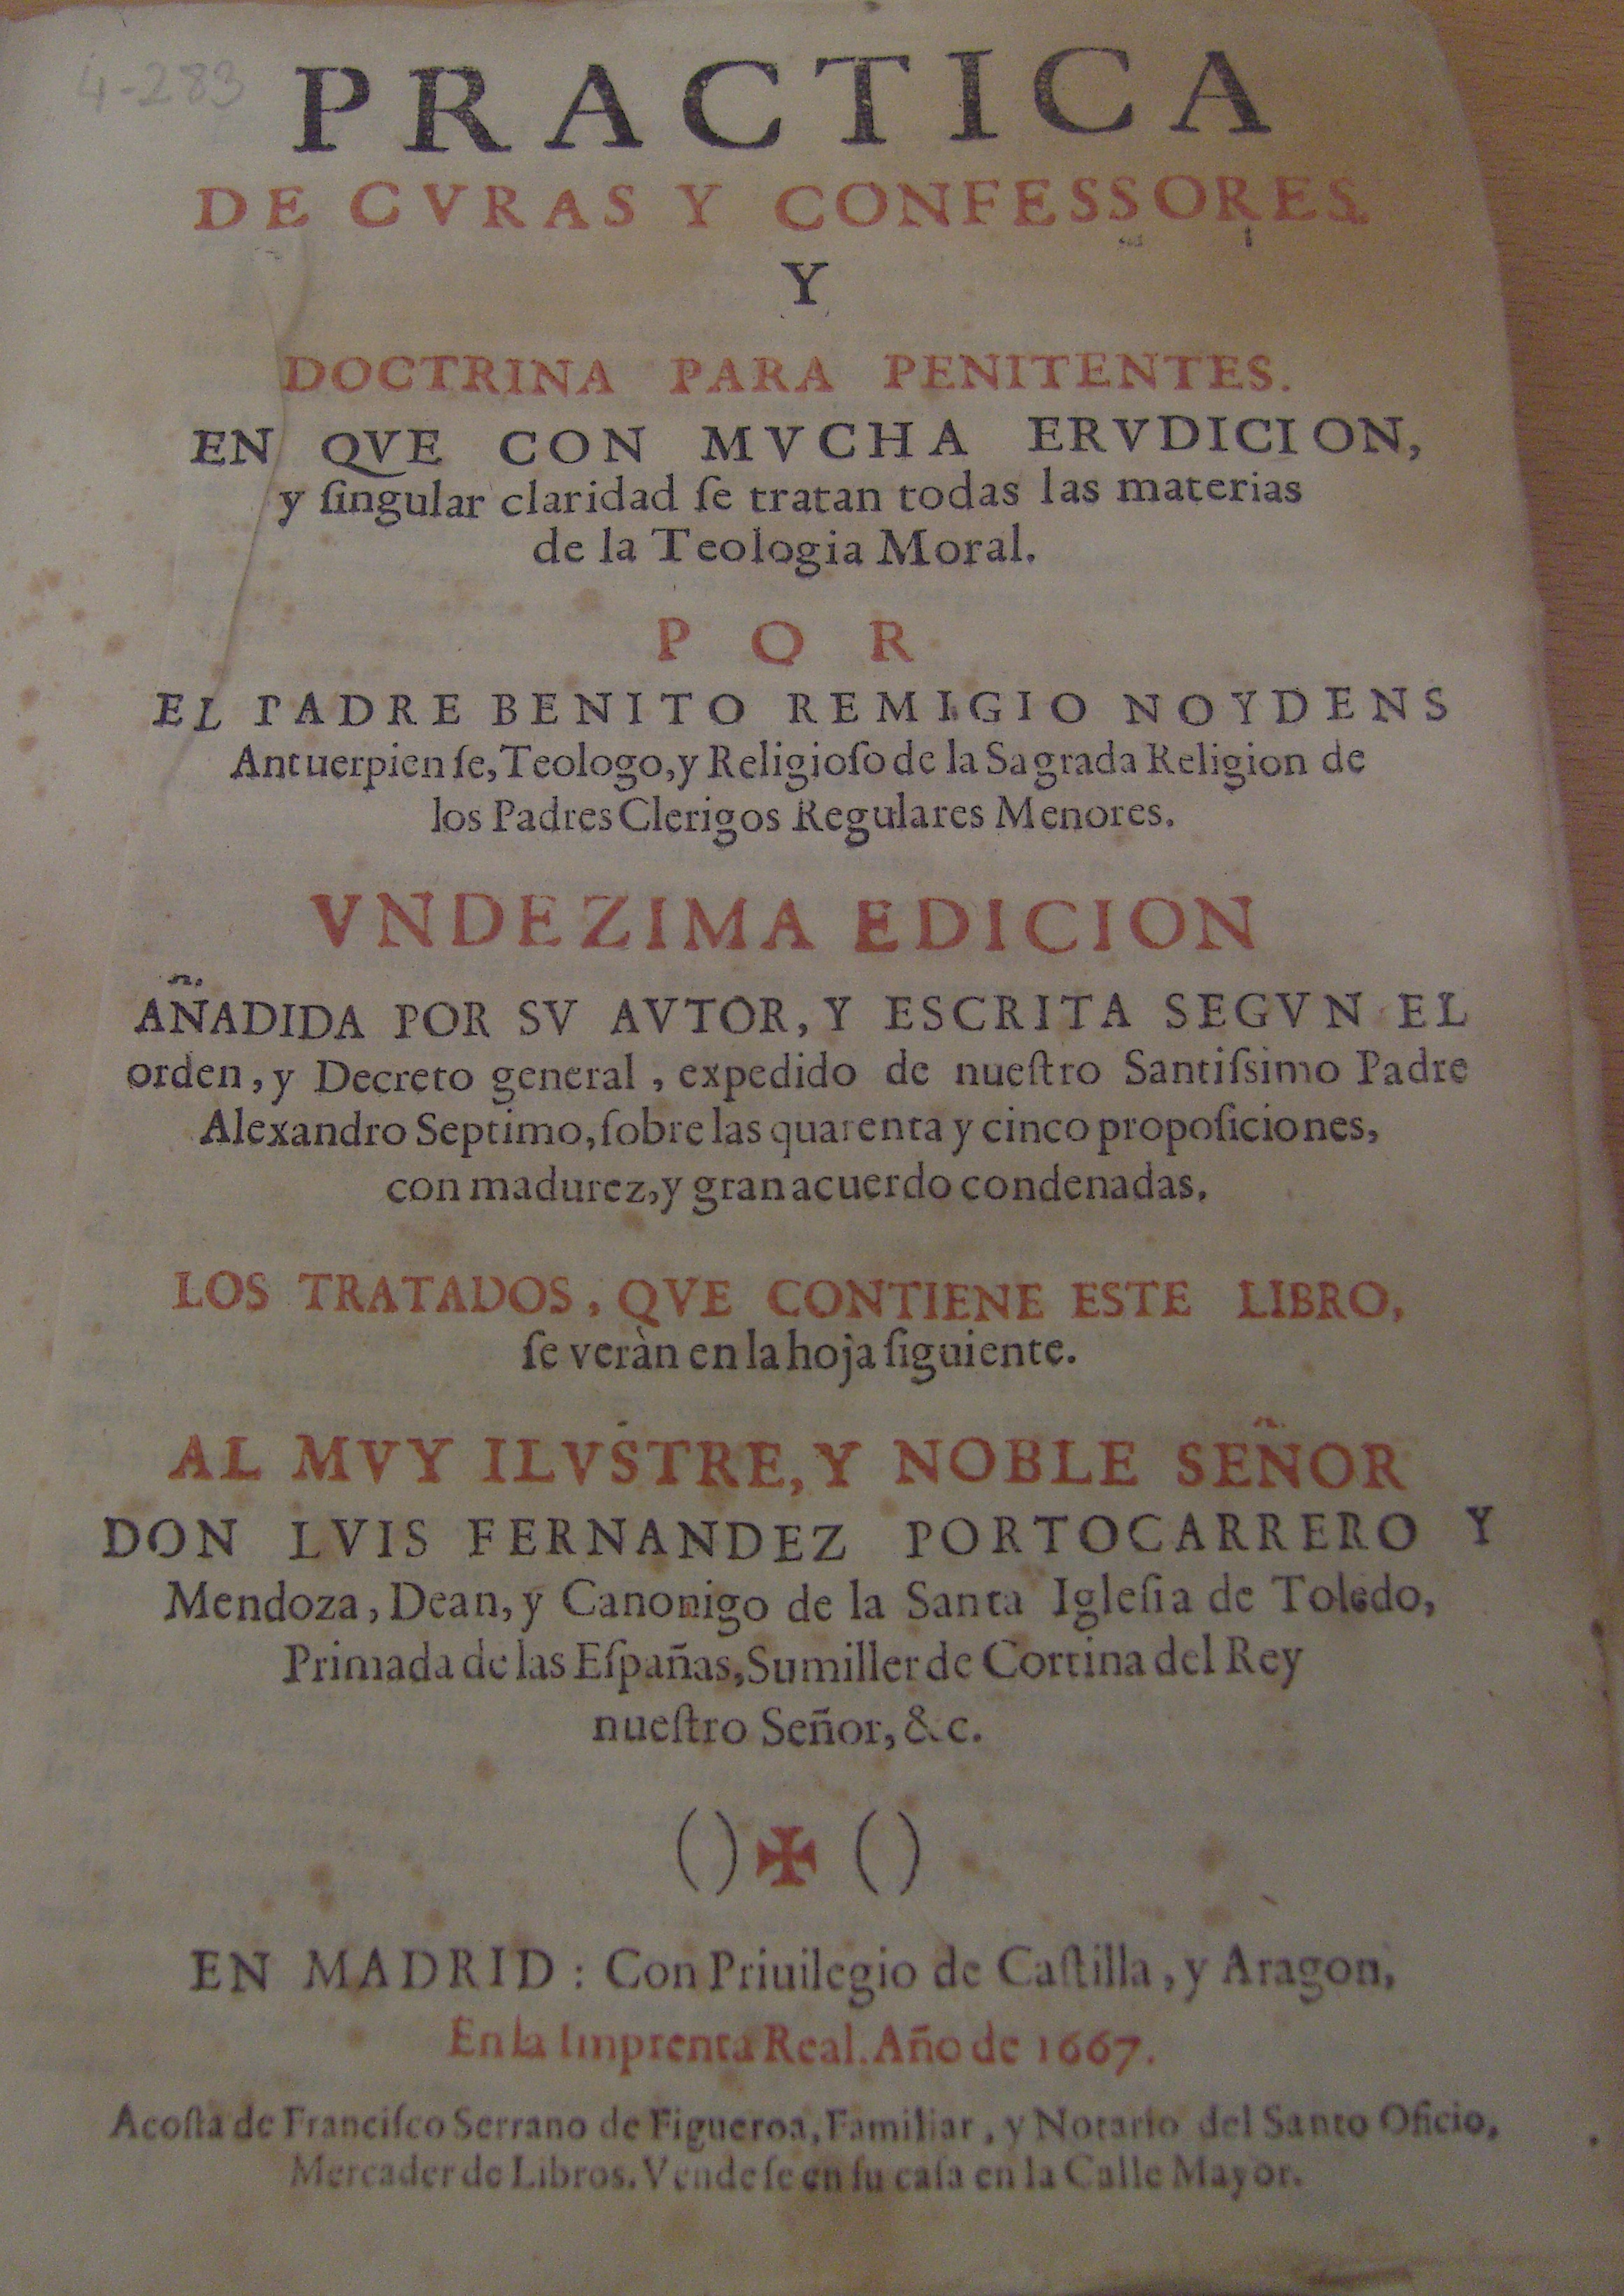 4-283
PRACTICA
DE CVRAS Y CONFESSORES.
Y
DOCTRINA PARA PENITENTES.
EN QVE CON MVCHA ERVDICION,
y ſingular claridad ſe tratan todas las materias
de la Teologia Moral.
POR
EL PADRE BENITO REMIGIO NOYDENS
Antuerpienſe, Teologo, y Religioſo de la Sagrada Religion de
los Padres Clerigos Regulares Menores.
VNDEZIMA EDICION
AÑADIDA POR SV AVTOR, Y ESCRITA SEGVN EL
orden, y Decreto general, expedido de nueſtro Santiſsimo Padre
Alexandro Septimo, ſobre las quarenta y cinco propoſiciones,
con madurez, y gran acuerdo condenadas.
LOS TRATADOS, QVE CONTIENE ESTE LIBRO,
ſe veràn en la hoja ſiguiente.
AL MVY ILVSTRE, Y NOBLE SEÑOR
DON LVIS FERNANDEZ PORTOCARRERO Y
Mendoza, Dean, y Canonigo de la Santa Igleſia de Toledo,
Primada de las Eſpañas, Sumiller de Cortina del Rey
nueſtro Señor, &c.
()✠()
EN MADRID: Con Priuilegio de Caſtilla, y Aragon,
En la Imprenta Real. Año de 1667.
Acoſta de Franciſco Serrano de Figueroa, Familiar, y Notario del Santo Oficio,
Mercader de Libros. Vendeſe en ſu caſa en la Calle Mayor.